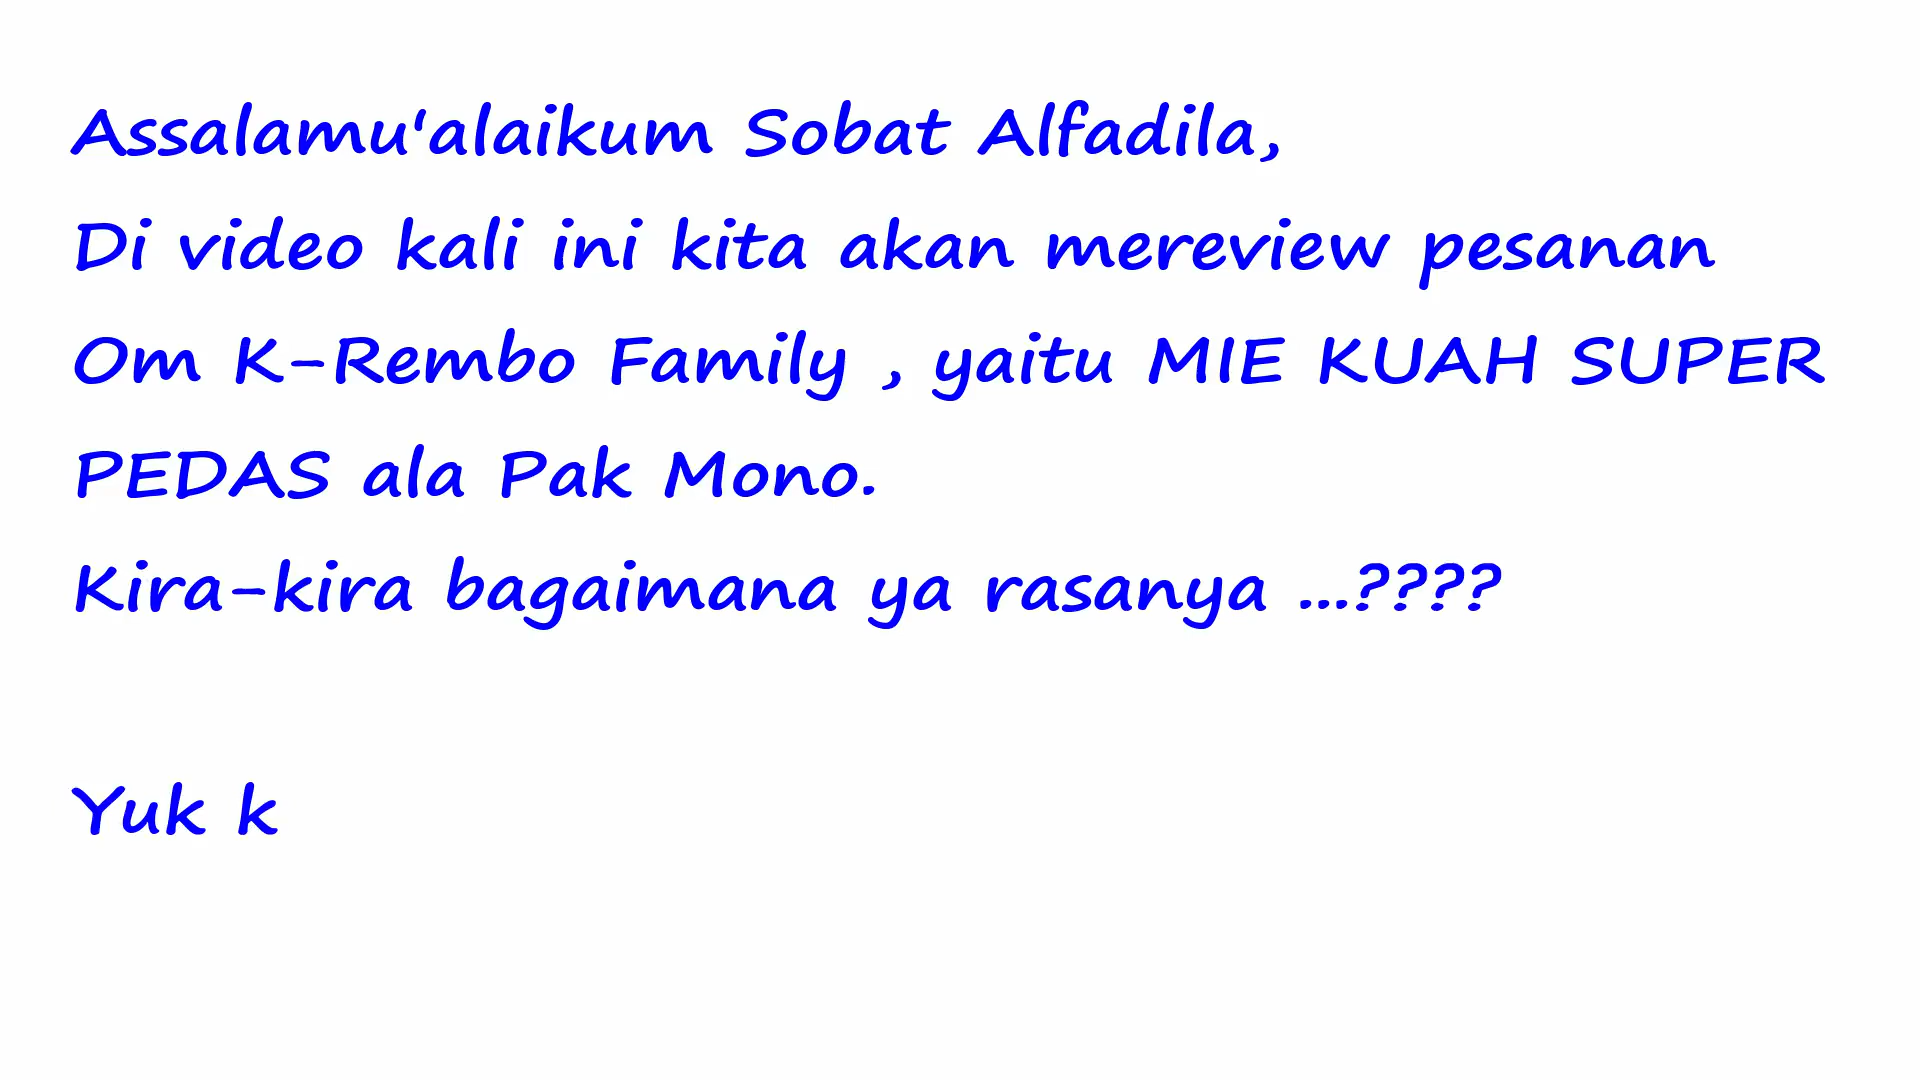 Assalamu'alaikum Sobat Alfadila,
Di video kali ini kita akan mereview pesanan
Om K-Rembo Family , yaitu MIE KUAH SUPER
PEDAS ala Pak Mono.
Kira-kira bagaimana ya rasanya ...????
Yuk k